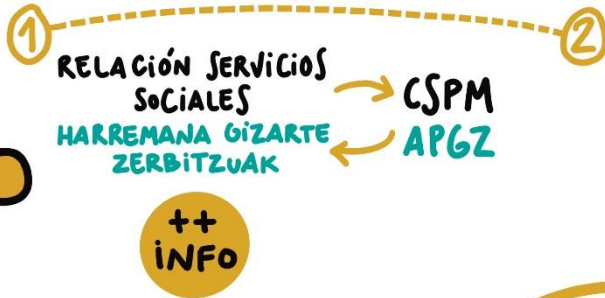 1
2
RELACIÓN SERVICIOS
SOCIALES
CSPM
HARREMANA GIZARTE
ZERBITZUAK
APGZ
++
INFO